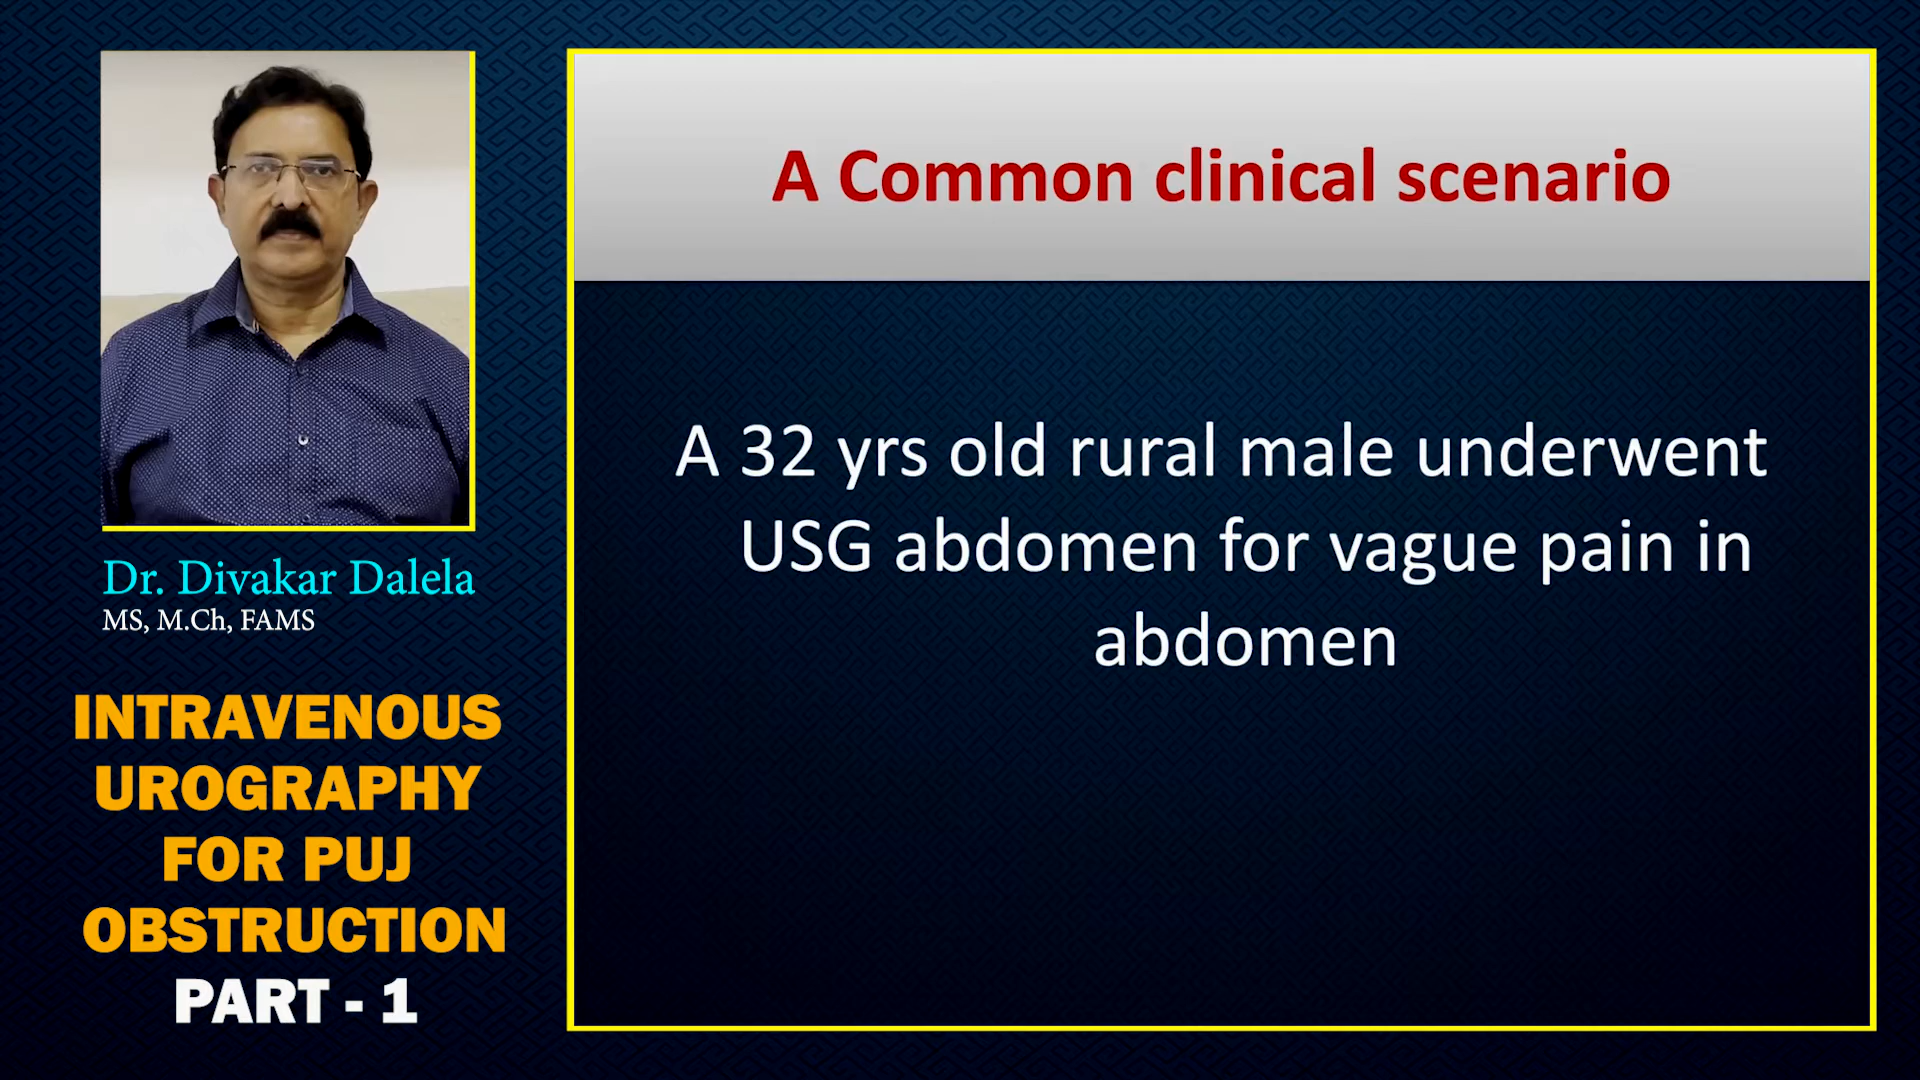 Dr. Divakar Dalela
MS, M.Ch, FAMS
INTRAVENOUS
UROGRAPHY
FOR PUJ
OBSTRUCTION
PART - 1
A Common clinical scenario
A 32 yrs old rural male underwent
USG abdomen for vague pain in
abdomen